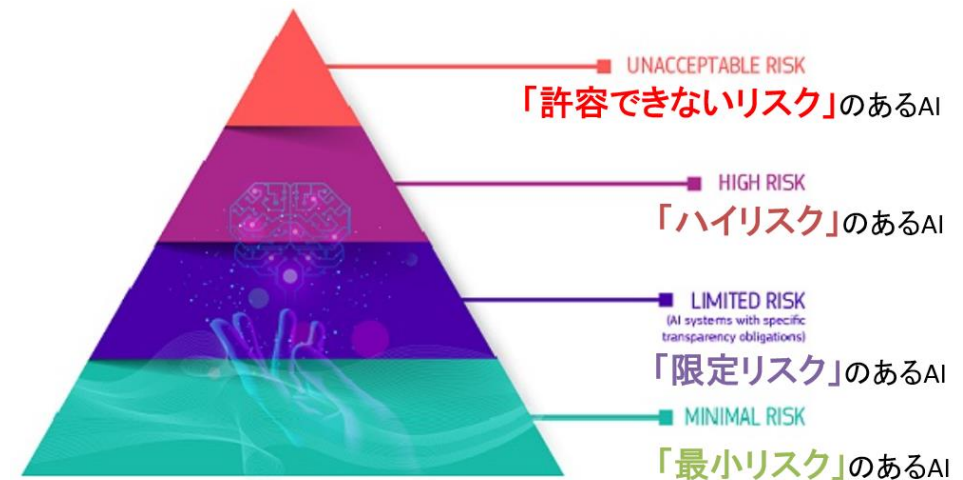 UNACCEPTABLE RISK
「許容できないリスク」のあるAI
HIGH RISK
「ハイリスク」のあるAI
LIMITED RISK
(AI systems with specific
transparency obligations)
「限定リスク」のあるAI
MINIMAL RISK
「最小リスク」のあるAI